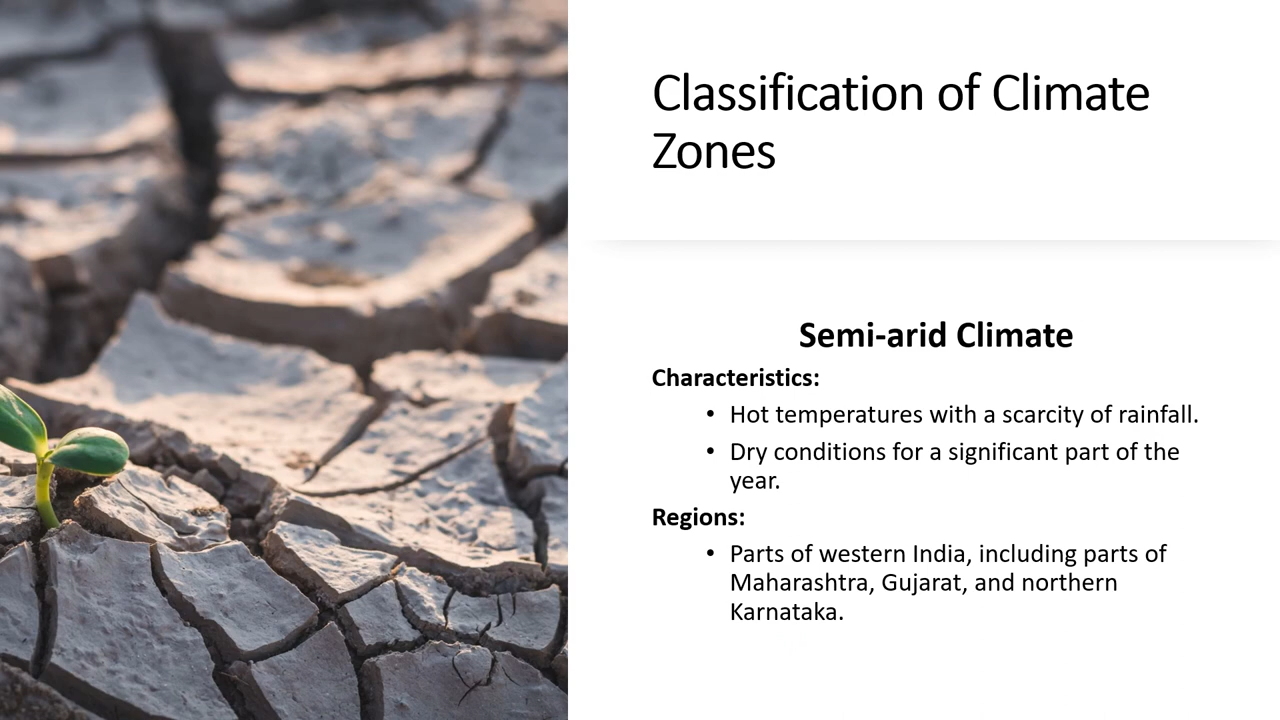 Classification of Climate
Zones
Semi-arid Climate
Characteristics:
• Hot temperatures with a scarcity of rainfall.
• Dry conditions for a significant part of the
year.
Regions:
• Parts of western India, including parts of
Maharashtra, Gujarat, and northern
Karnataka.